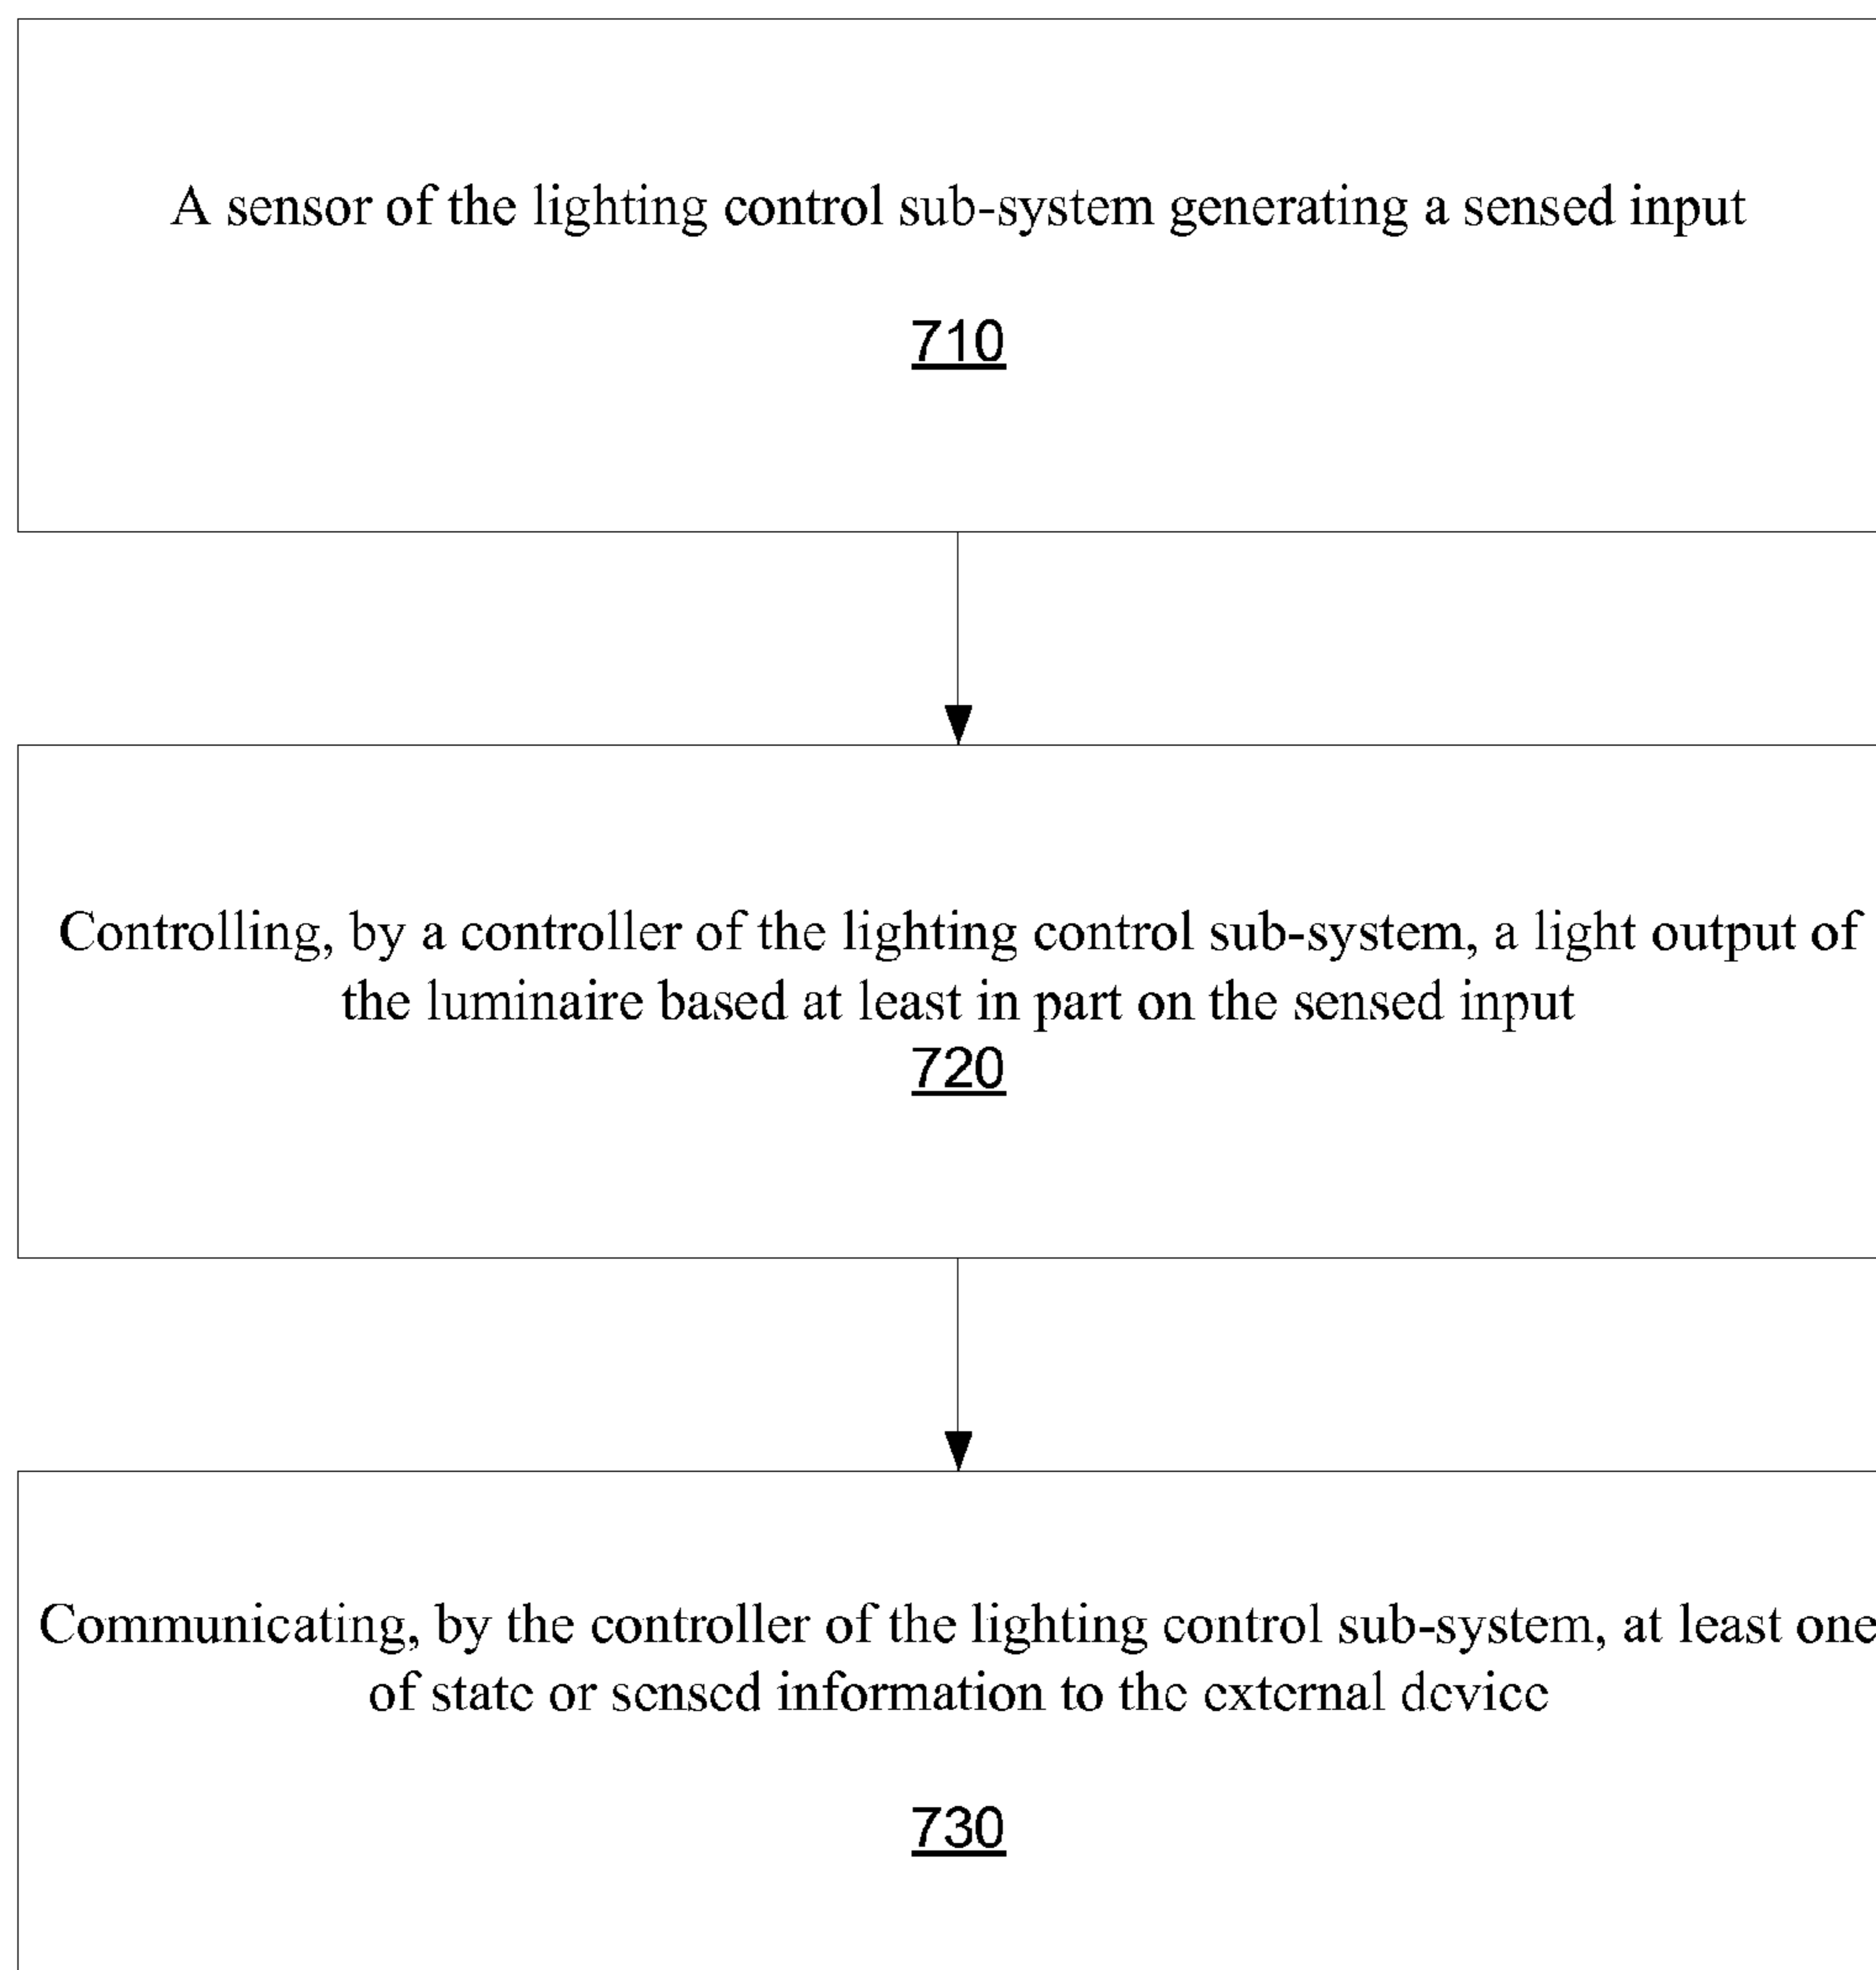 A sensor of the lighting control sub-system generating a sensed input
710
Controlling, by a controller of the lighting control sub-system, a light output of
the luminaire based at least in part on the sensed input
720
Communicating, by the controller of the lighting control sub-system, at least one
of state or sensed information to the external device
730